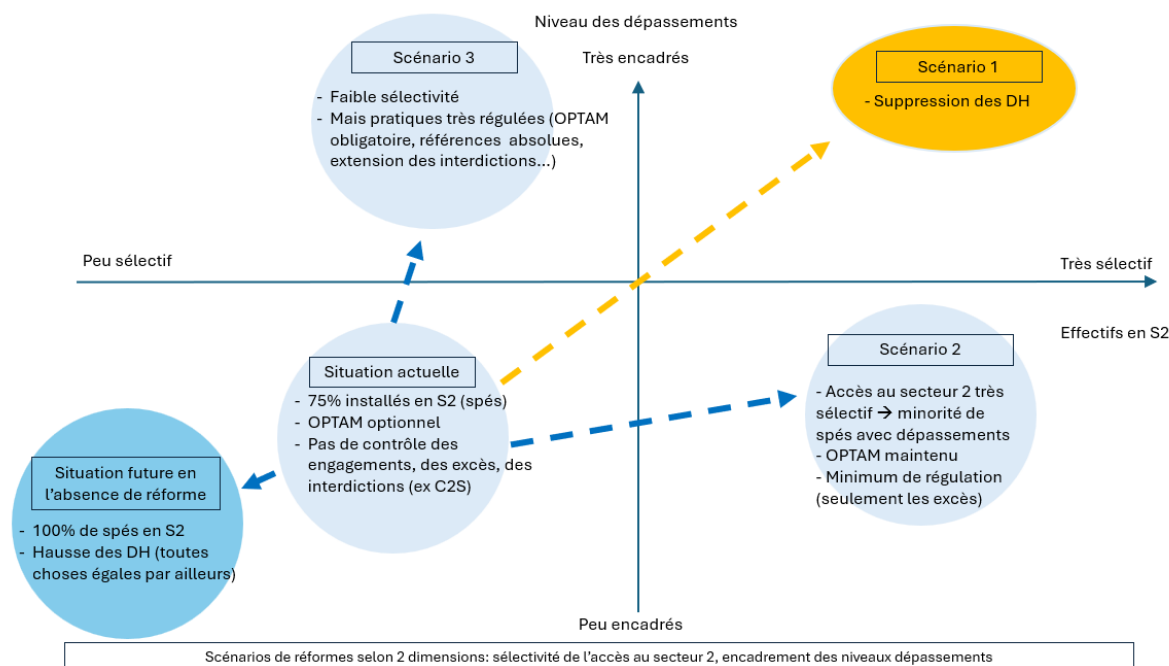 Niveau des dépassements
Très encadrés
Scénario 3
- Faible sélectivité
- Mais pratiques très régulées (OPTAM
obligatoire, références absolues,
extension des interdictions…)
Scénario 1
- Suppression des DH
Peu sélectif
Très sélectif
Effectifs en S2
Situation actuelle
- 75% installés en S2 (spés)
- OPTAM optionnel
- Pas de contrôle des
engagements, des excès, des
interdictions (ex C2S)
Scénario 2
- Accès au secteur 2 très
sélectif → minorité de
spés avec dépassements
- OPTAM maintenu
- Minimum de régulation
(seulement les excès)
Situation future en
l’absence de réforme
- 100% de spés en S2
- Hausse des DH (toutes
choses égales par ailleurs)
Peu encadrés
Scénarios de réformes selon 2 dimensions: sélectivité de l’accès au secteur 2, encadrement des niveaux dépassements